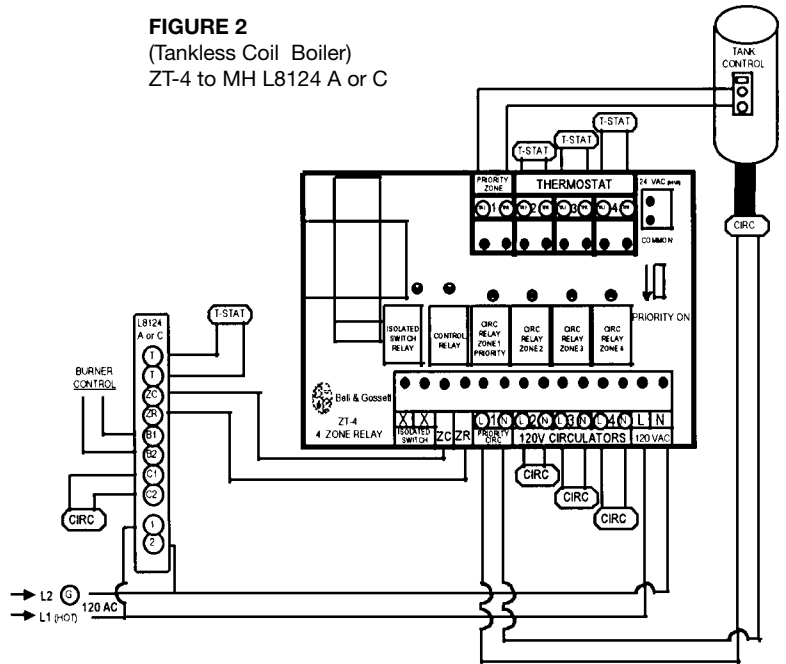 FIGURE 2
(Tankless Coil Boiler)
ZT-4 to MH L8124 A or C
TANK
CONTROL
T-STAT
T-STAT
T-STAT
PRIORITY
ZONE
THERMOSTAT
24 VAC
1 2 3 4
COMMON
CIRC
PRIORITY ON
L8124
A or C
T-STAT
ISOLATED
SWITCH
RELAY
CONTROL
RELAY
CIRC
RELAY
ZONE 1
PRIORITY
CIRC
RELAY
ZONE 2
CIRC
RELAY
ZONE 3
CIRC
RELAY
ZONE 4
BURNER
CONTROL
T
T
ZC
ZR
B1
B2
C1
C2
1
2
Bell & Gossett
ZT-4
4 ZONE RELAY
X X
ISOLATED
SWITCH
ZC ZR
L 1 N
PRIORITY
CIRC
L 2 N L 3 N L 4 N
120V CIRCULATORS
L N
120 VAC
CIRC
CIRC
CIRC
CIRC
L2 G
120 AC
L1 (HOT)